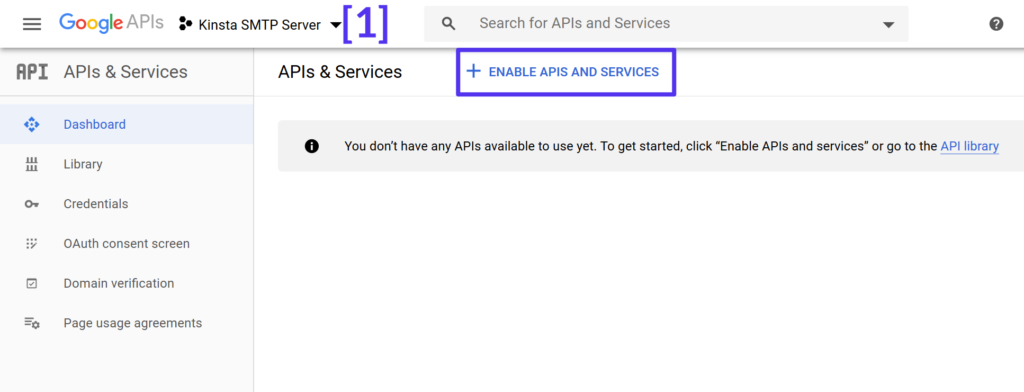 Google APIs
Kinsta SMTP Server
[1]
Search for APIs and Services
API
APIs & Services
APIs & Services
+ ENABLE APIS AND SERVICES
Dashboard
You don’t have any APIs available to use yet. To get started, click “Enable APIs and services” or go to the API library
Library
Credentials
OAuth consent screen
Domain verification
Page usage agreements